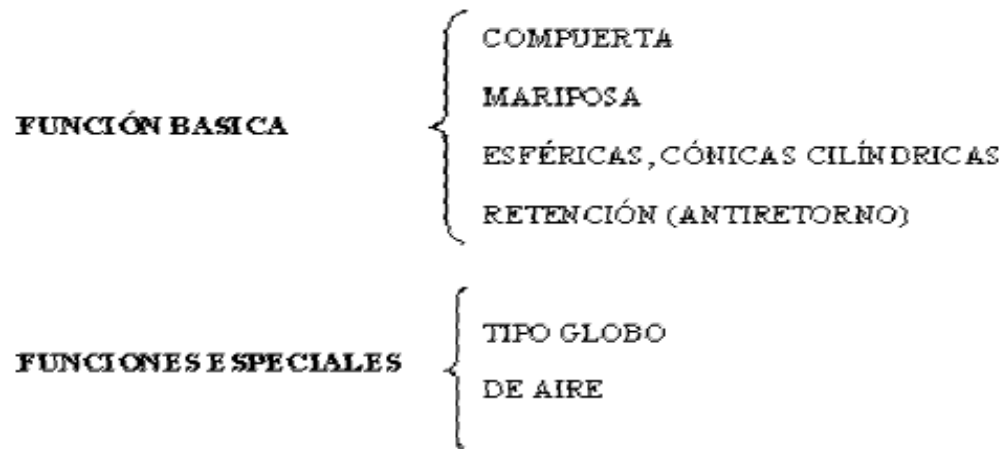 FUNCIÓN BASICA
COMPUERTA
MARIPOSA
ESFÉRICAS, CÓNICAS CILÍNDRICAS
RETENCIÓN (ANTIRETORNO)
FUNCIONES ESPECIALES
TIPO GLOBO
DE AIRE